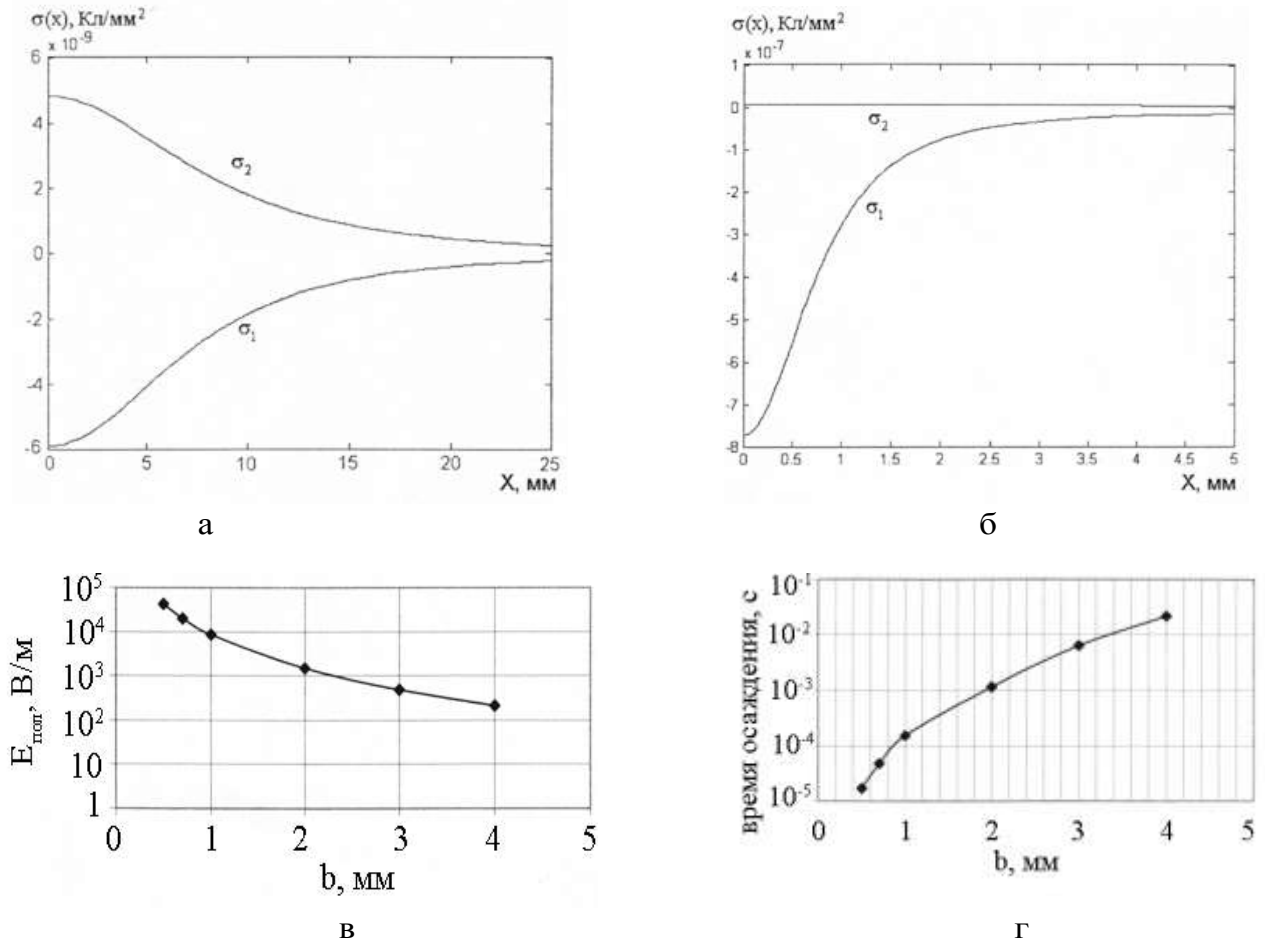 σ(x), Кл/мм²
x 10⁻⁹
6
4
2
0
-2
-4
-6
σ₂
σ₁
0 5 10 15 20 25
X, мм
а
σ(x), Кл/мм²
x 10⁻⁷
1
0
-1
-2
-3
-4
-5
-6
-7
-8
σ₂
σ₁
0 0.5 1 1.5 2 2.5 3 3.5 4 4.5 5
X, мм
б
Eпол, В/м
10⁵
10⁴
10³
10²
10
1
0 1 2 3 4 5
b, мм
в
время осаждения, с
10⁻¹
10⁻²
10⁻³
10⁻⁴
10⁻⁵
0 1 2 3 4 5
b, мм
г